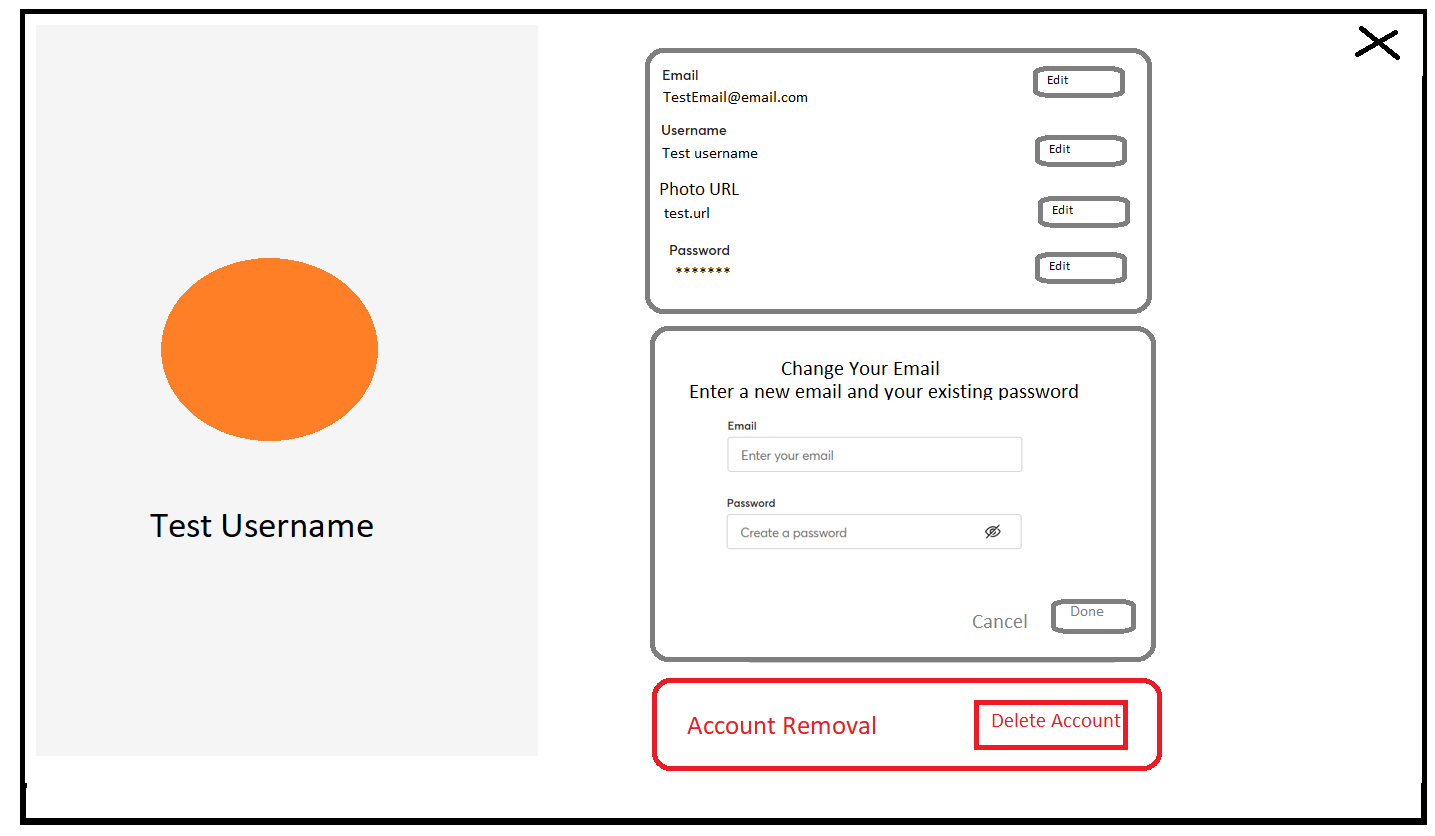 Test Username
Email
Edit
TestEmail@email.com
Username
Edit
Test username
Photo URL
Edit
test.url
Password
Edit
*******
Change Your Email
Enter a new email and your existing password
Email
Enter your email
Password
Create a password
Cancel
Done
Account Removal
Delete Account